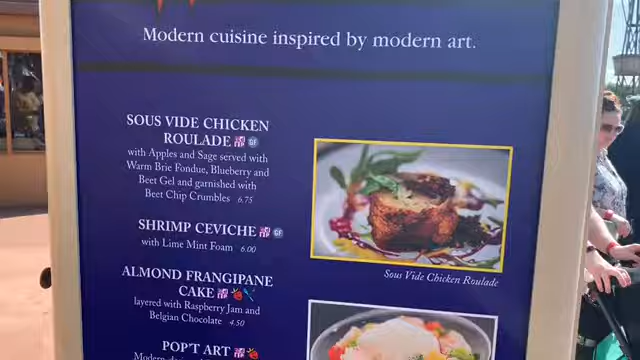 Modern cuisine inspired by modern art.
SOUS VIDE CHICKEN
ROULADE GF
with Apples and Sage served with
Warm Brie Fondue, Blueberry and
Beet Gel and garnished with
Beet Chip Crumbles 6.75
Sous Vide Chicken Roulade
SHRIMP CEVICHE GF
with Lime Mint Foam 6.00
ALMOND FRANGIPANE
CAKE
layered with Raspberry Jam and
Belgian Chocolate 4.50
POP'T ART